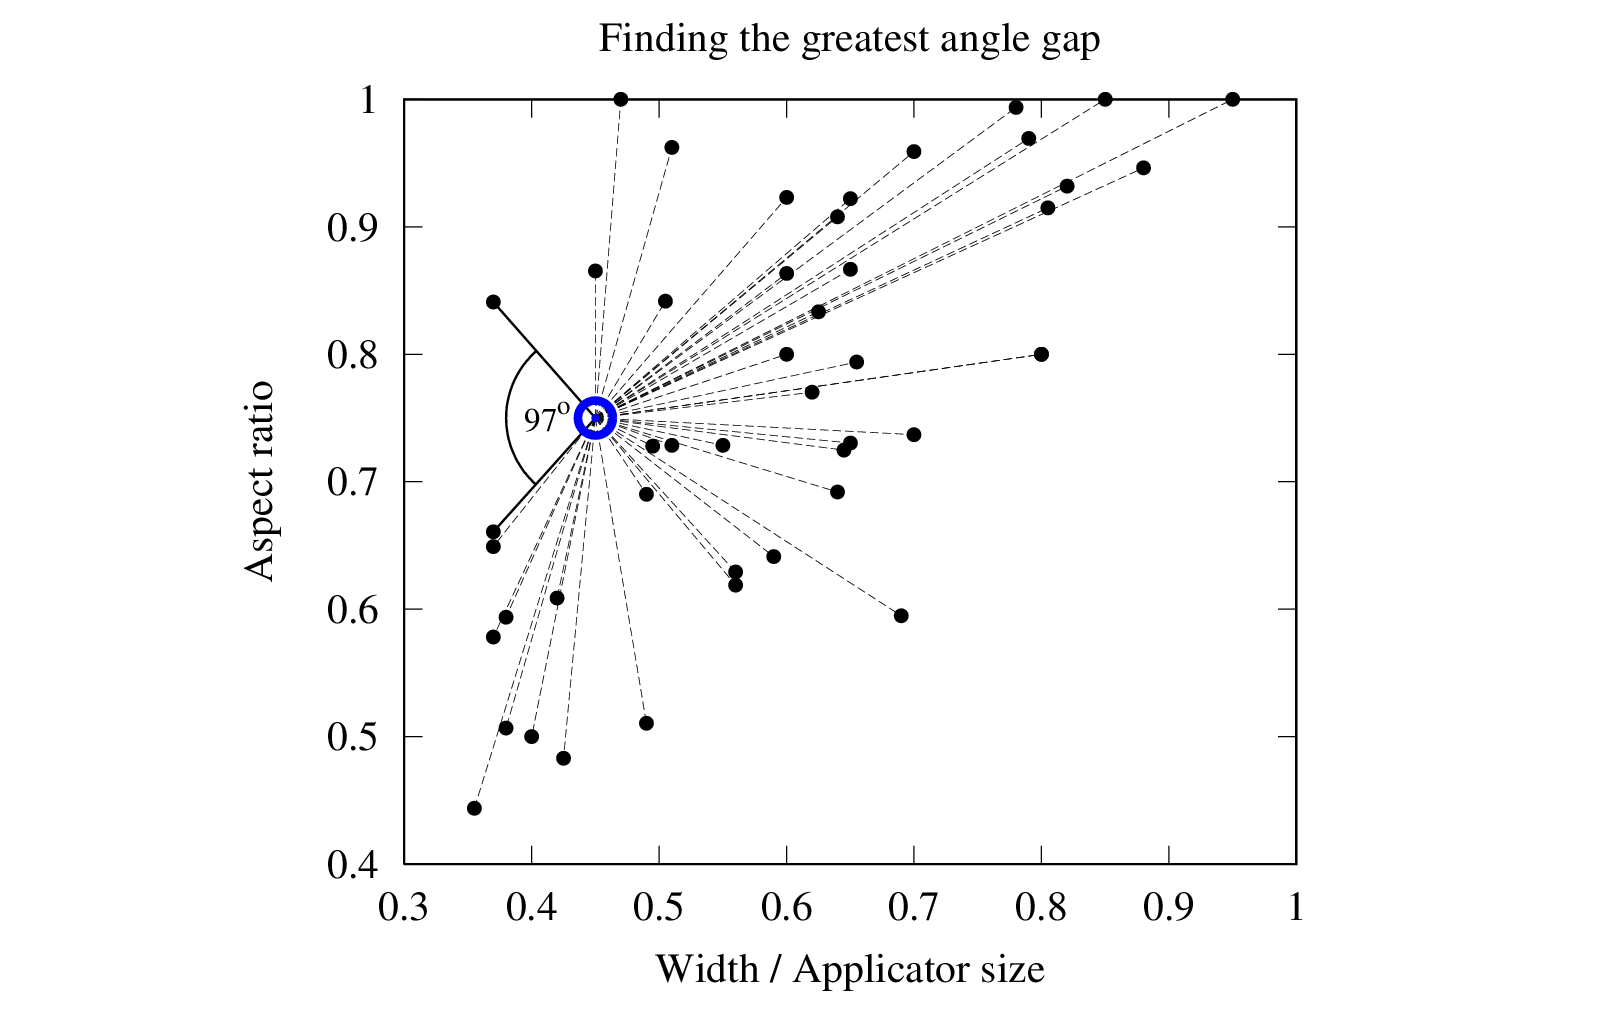 Finding the greatest angle gap
1
0.9
0.8
0.7
0.6
0.5
0.4
Aspect ratio
97o
0.3 0.4 0.5 0.6 0.7 0.8 0.9 1
Width / Applicator size